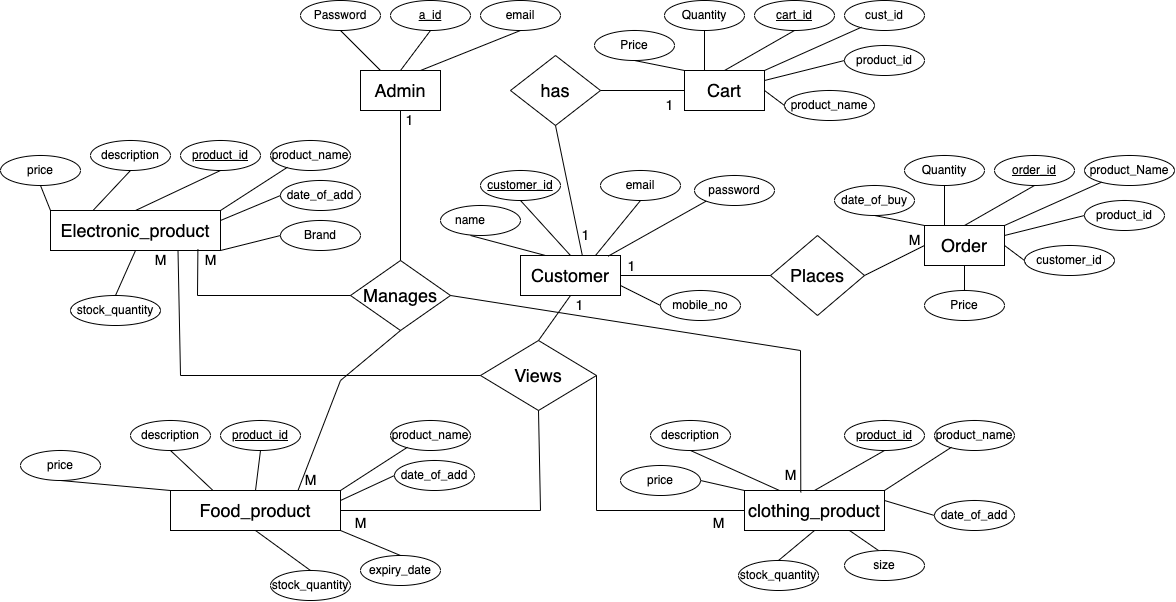 Password
a_id
email
Admin
1
Quantity
cart_id
cust_id
Price
product_id
product_name
Cart
has
1
1
price
description
product_id
product_name
date_of_add
Brand
Electronic_product
M
M
stock_quantity
customer_id
email
password
name
Customer
mobile_no
1
1
Manages
Places
M
Quantity
order_id
product_Name
date_of_buy
product_id
customer_id
Order
Price
Views
description
product_id
product_name
price
date_of_add
M
Food_product
M
expiry_date
stock_quantity
description
product_id
product_name
price
M
clothing_product
M
date_of_add
stock_quantity
size